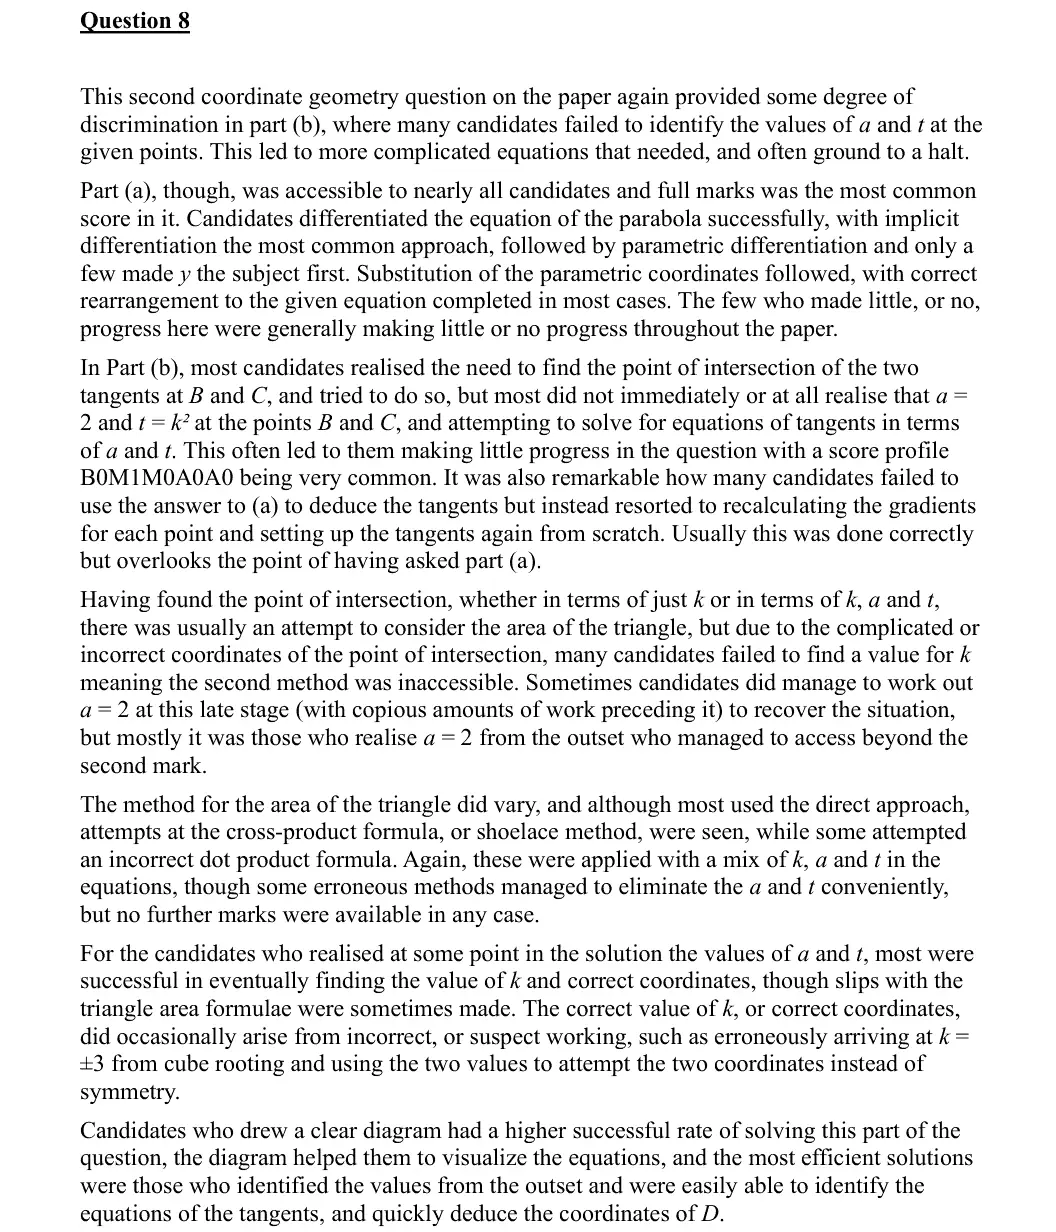 Question 8
This second coordinate geometry question on the paper again provided some degree of
discrimination in part (b), where many candidates failed to identify the values of a and t at the
given points. This led to more complicated equations that needed, and often ground to a halt.
Part (a), though, was accessible to nearly all candidates and full marks was the most common
score in it. Candidates differentiated the equation of the parabola successfully, with implicit
differentiation the most common approach, followed by parametric differentiation and only a
few made y the subject first. Substitution of the parametric coordinates followed, with correct
rearrangement to the given equation completed in most cases. The few who made little, or no,
progress here were generally making little or no progress throughout the paper.
In Part (b), most candidates realised the need to find the point of intersection of the two
tangents at B and C, and tried to do so, but most did not immediately or at all realise that a =
2 and t = k² at the points B and C, and attempting to solve for equations of tangents in terms
of a and t. This often led to them making little progress in the question with a score profile
B0M1M0A0A0 being very common. It was also remarkable how many candidates failed to
use the answer to (a) to deduce the tangents but instead resorted to recalculating the gradients
for each point and setting up the tangents again from scratch. Usually this was done correctly
but overlooks the point of having asked part (a).
Having found the point of intersection, whether in terms of just k or in terms of k, a and t,
there was usually an attempt to consider the area of the triangle, but due to the complicated or
incorrect coordinates of the point of intersection, many candidates failed to find a value for k
meaning the second method was inaccessible. Sometimes candidates did manage to work out
a = 2 at this late stage (with copious amounts of work preceding it) to recover the situation,
but mostly it was those who realise a = 2 from the outset who managed to access beyond the
second mark.
The method for the area of the triangle did vary, and although most used the direct approach,
attempts at the cross-product formula, or shoelace method, were seen, while some attempted
an incorrect dot product formula. Again, these were applied with a mix of k, a and t in the
equations, though some erroneous methods managed to eliminate the a and t conveniently,
but no further marks were available in any case.
For the candidates who realised at some point in the solution the values of a and t, most were
successful in eventually finding the value of k and correct coordinates, though slips with the
triangle area formulae were sometimes made. The correct value of k, or correct coordinates,
did occasionally arise from incorrect, or suspect working, such as erroneously arriving at k =
±3 from cube rooting and using the two values to attempt the two coordinates instead of
symmetry.
Candidates who drew a clear diagram had a higher successful rate of solving this part of the
question, the diagram helped them to visualize the equations, and the most efficient solutions
were those who identified the values from the outset and were easily able to identify the
equations of the tangents, and quickly deduce the coordinates of D.